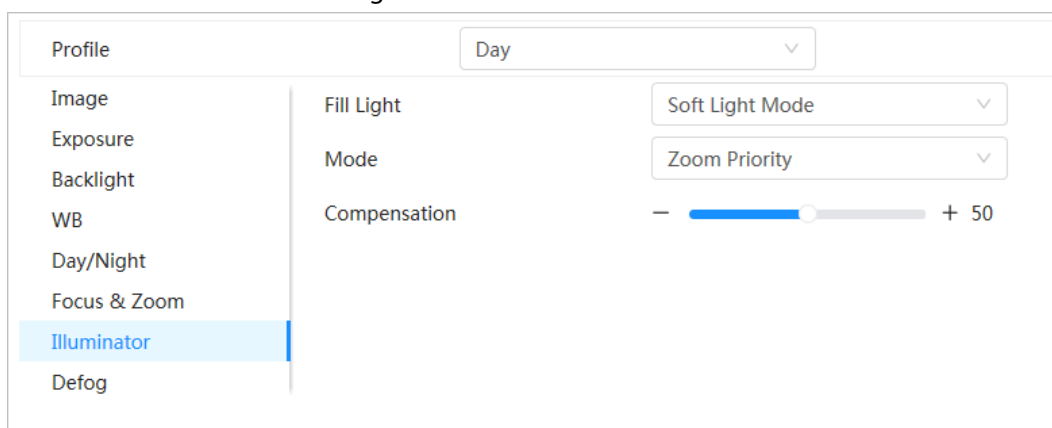 Profile Day
Image Fill Light Soft Light Mode
Exposure
Mode Zoom Priority
Backlight
WB Compensation − + 50
Day/Night
Focus & Zoom
Illuminator
Defog